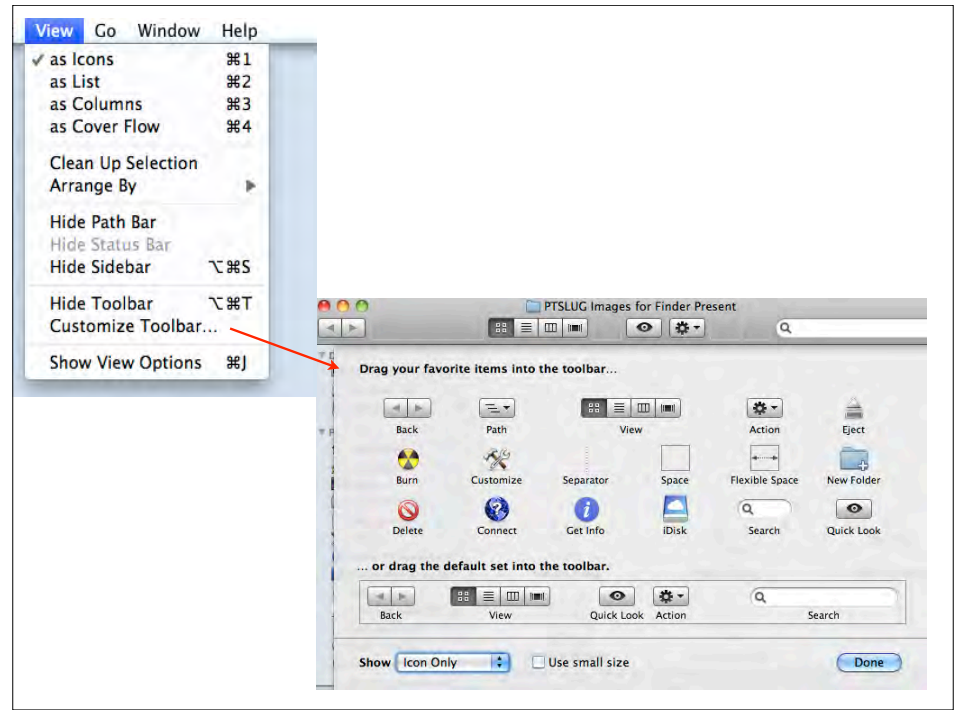 View Go Window Help
✓ as Icons ⌘1
as List ⌘2
as Columns ⌘3
as Cover Flow ⌘4
Clean Up Selection
Arrange By ▶
Hide Path Bar
Hide Status Bar
Hide Sidebar ⌥⌘S
Hide Toolbar ⌥⌘T
Customize Toolbar...
Show View Options ⌘J
PTSLUG Images for Finder Present
Drag your favorite items into the toolbar...
Back Path View Action Eject
Burn Customize Separator Space Flexible Space New Folder
Delete Connect Get Info iDisk Search Quick Look
... or drag the default set into the toolbar.
Back View Quick Look Action Search
Show Icon Only Use small size Done